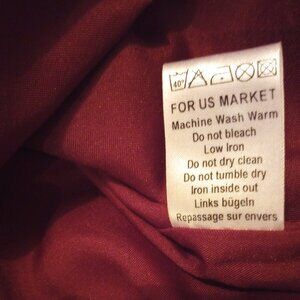 40°
FOR US MARKET
Machine Wash Warm
Do not bleach
Low Iron
Do not dry clean
Do not tumble dry
Iron inside out
Links bügeln
Repassage sur envers